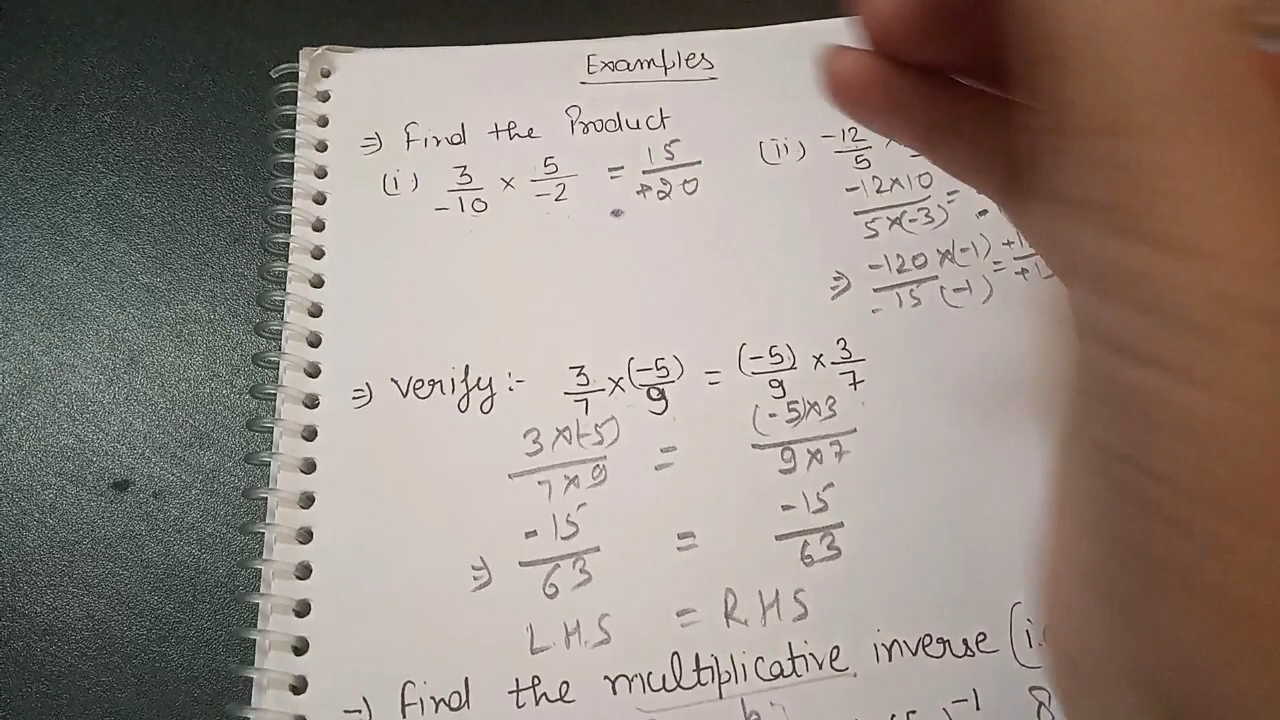 Examples
⇒ Find the Product
(i) 3/-10 × 5/-2 = 15/+20
(ii) -12/5 ×
-12×10/5×(-3) =
⇒ -120×(-1)/-15(-1) =
⇒ Verify:- 3/7 × (-5)/9 = (-5)/9 × 3/7
3×(-5)/7×9 = (-5)×3/9×7
⇒ -15/63 = -15/63
L.H.S = R.H.S
→ Find the multiplicative inverse (i.